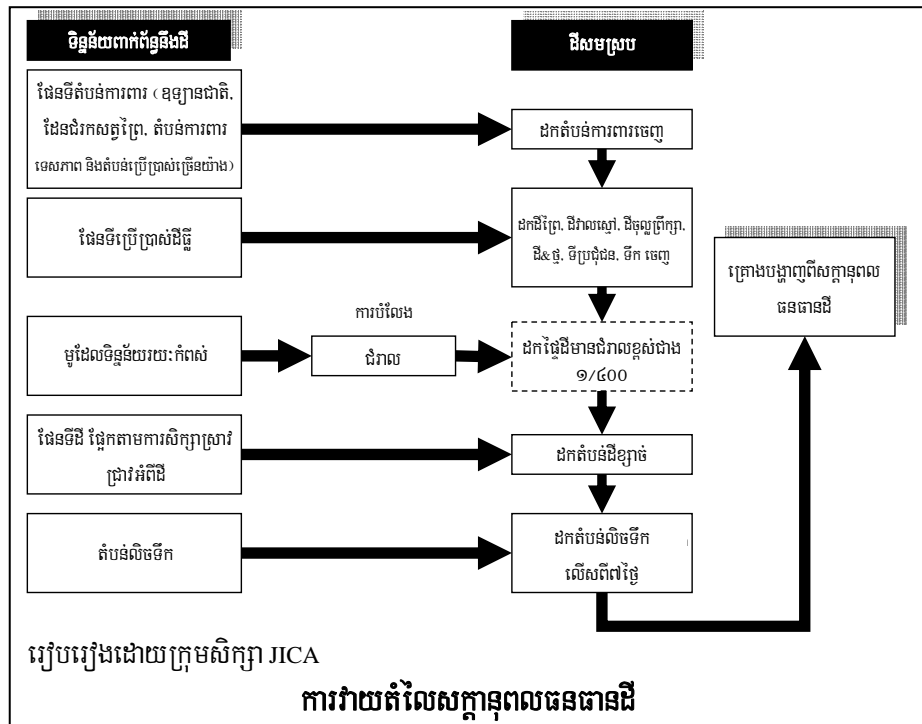 ទិន្នន័យពាក់ព័ន្ធនឹងដី
ដីសមស្រប
ផែនទីតំបន់ការពារ (ឧទ្យានជាតិ,
ដែនជំរកសត្វព្រៃ, តំបន់ការពារ
ទេសភាព និងតំបន់ប្រើប្រាស់ច្រើនយ៉ាង)
ដកតំបន់ការពារចេញ
ផែនទីប្រើប្រាស់ដីធ្លី
ដកដីព្រៃ, ដីវាលស្មៅ, ដីចុល្លព្រឹក្សា,
ដី&ថ្ម, ទីប្រជុំជន, ទឹក ចេញ
គ្រោងបង្ហាញពីសក្តានុពល
ធនធានដី
ការបំលែង
មូដែលទិន្នន័យរយៈកំពស់
ជំរាល
ដកផ្ទៃដីមានជំរាលខ្ពស់ជាង
១/៤០០
ផែនទីដី ផ្អែកតាមការសិក្សាស្រាវ
ជ្រាវអំពីដី
ដកតំបន់ដីខ្សាច់
តំបន់លិចទឹក
ដកតំបន់លិចទឹក
លើសពី៧ថ្ងៃ
រៀបរៀងដោយក្រុមសិក្សា JICA
ការវាយតំលៃសក្តានុពលធនធានដី